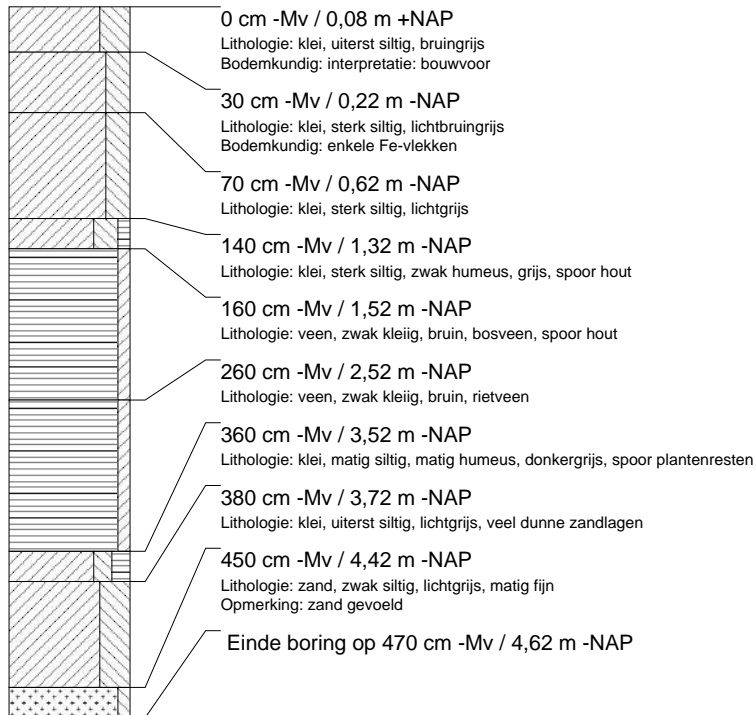 0 cm -Mv / 0,08 m +NAP
Lithologie: klei, uiterst siltig, bruingrijs
Bodemkundig: interpretatie: bouwvoor
30 cm -Mv / 0,22 m -NAP
Lithologie: klei, sterk siltig, lichtbruingrijs
Bodemkundig: enkele Fe-vlekken
70 cm -Mv / 0,62 m -NAP
Lithologie: klei, sterk siltig, lichtgrijs
140 cm -Mv / 1,32 m -NAP
Lithologie: klei, sterk siltig, zwak humeus, grijs, spoor hout
160 cm -Mv / 1,52 m -NAP
Lithologie: veen, zwak kleiig, bruin, bosveen, spoor hout
260 cm -Mv / 2,52 m -NAP
Lithologie: veen, zwak kleiig, bruin, rietveen
360 cm -Mv / 3,52 m -NAP
Lithologie: klei, matig siltig, matig humeus, donkergrijs, spoor plantenresten
380 cm -Mv / 3,72 m -NAP
Lithologie: klei, uiterst siltig, lichtgrijs, veel dunne zandlagen
450 cm -Mv / 4,42 m -NAP
Lithologie: zand, zwak siltig, lichtgrijs, matig fijn
Opmerking: zand gevoeld
Einde boring op 470 cm -Mv / 4,62 m -NAP